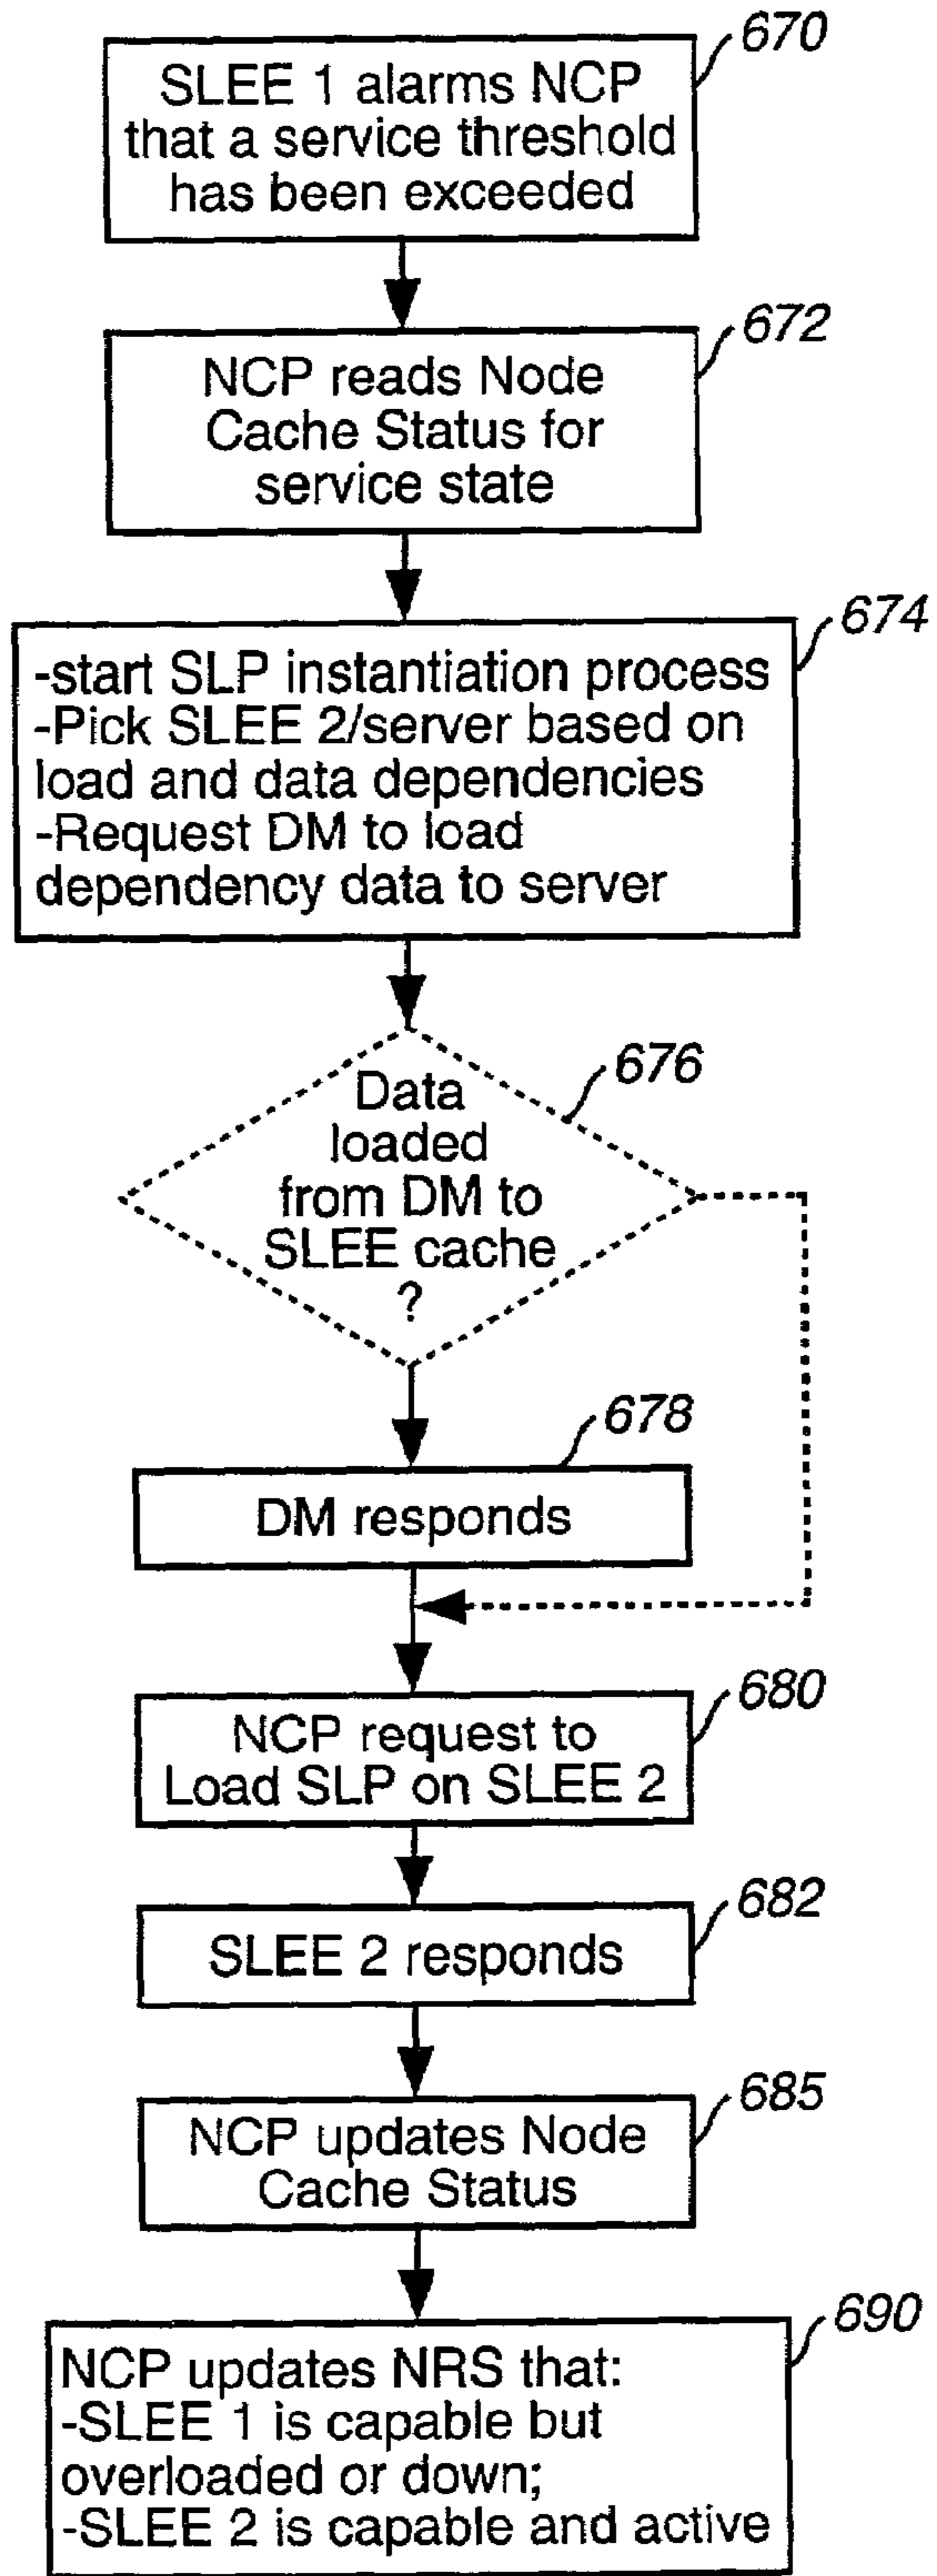 670
SLEE 1 alarms NCP
that a service threshold
has been exceeded
672
NCP reads Node
Cache Status for
service state
674
-start SLP instantiation process
-Pick SLEE 2/server based on
load and data dependencies
-Request DM to load
dependency data to server
676
Data
loaded
from DM to
SLEE cache
?
678
DM responds
680
NCP request to
Load SLP on SLEE 2
682
SLEE 2 responds
685
NCP updates Node
Cache Status
690
NCP updates NRS that:
-SLEE 1 is capable but
overloaded or down;
-SLEE 2 is capable and active